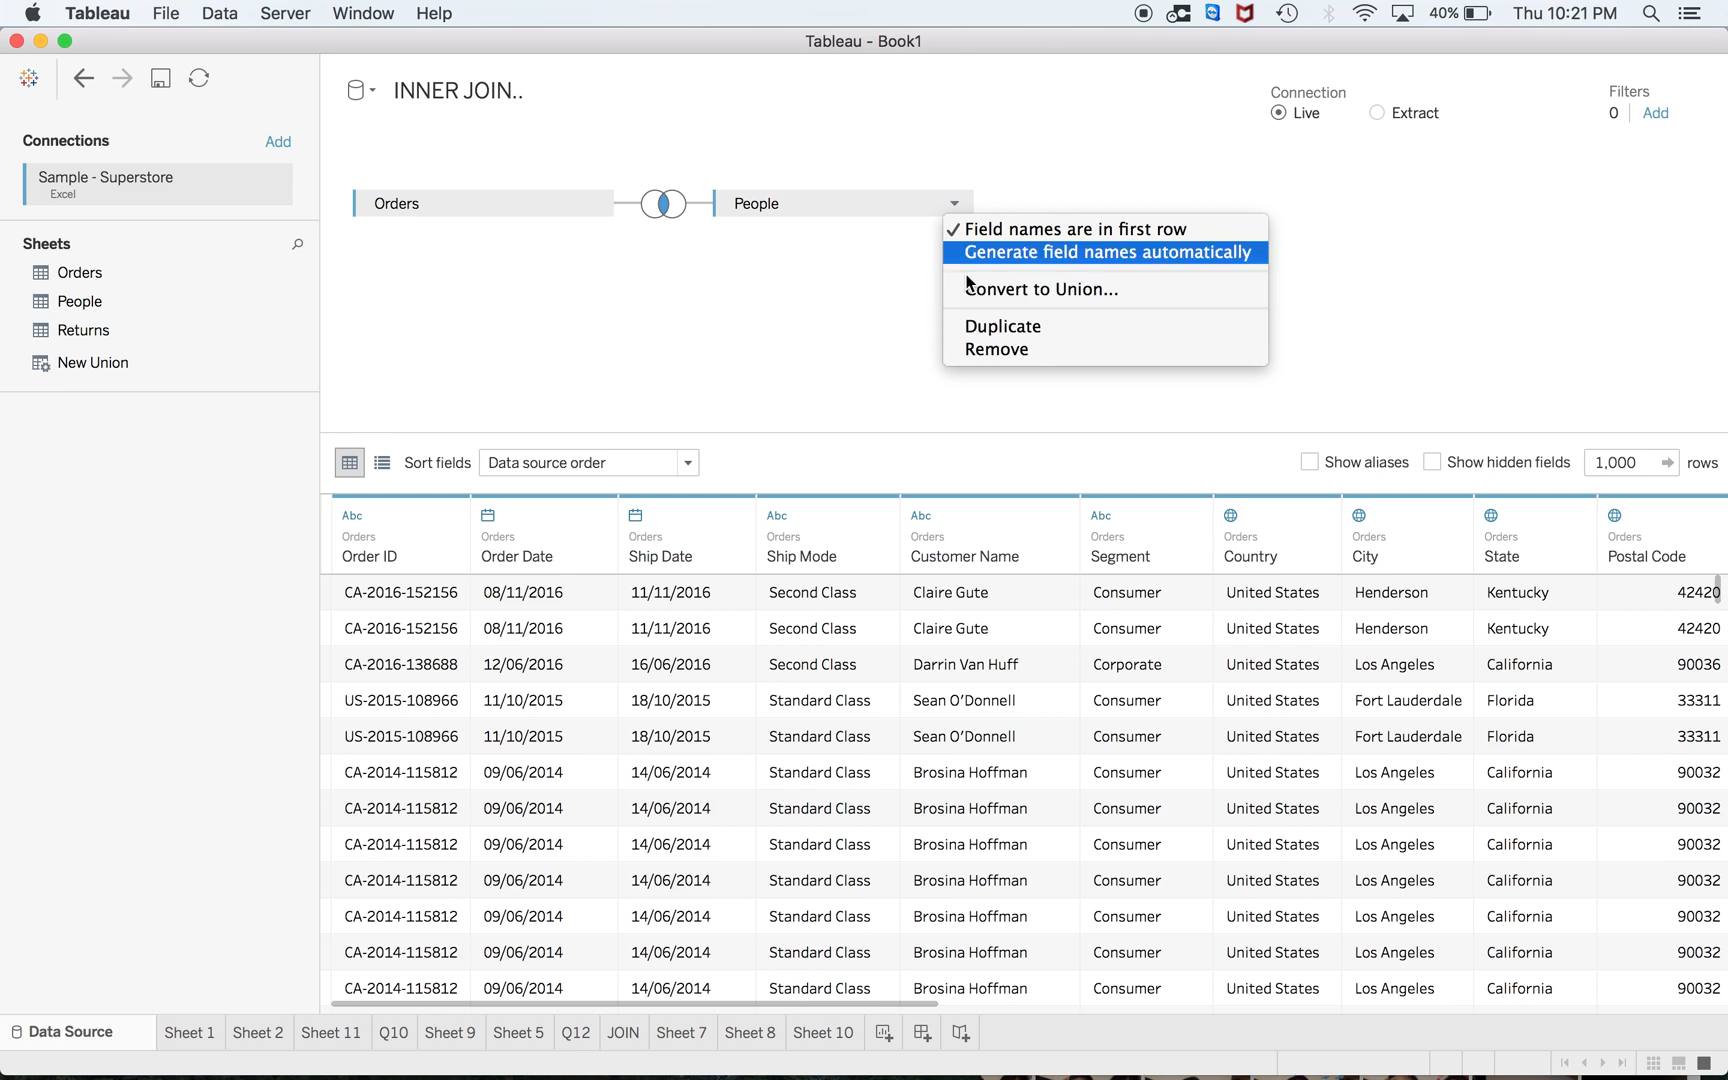 Tableau File Data Server Window Help 40% Thu 10:21 PM
Tableau - Book1
INNER JOIN..
Connection
Live Extract
Filters
0 Add
Connections Add
Sample - Superstore
Excel
Sheets
Orders
People
Returns
New Union
Orders People
Field names are in first row
Generate field names automatically
Convert to Union...
Duplicate
Remove
Sort fields Data source order Show aliases Show hidden fields 1,000 rows
Abc Abc Abc Abc
Orders Orders Orders Orders Orders Orders Orders Orders Orders Orders
Order ID Order Date Ship Date Ship Mode Customer Name Segment Country City State Postal Code
CA-2016-152156 08/11/2016 11/11/2016 Second Class Claire Gute Consumer United States Henderson Kentucky 42420
CA-2016-152156 08/11/2016 11/11/2016 Second Class Claire Gute Consumer United States Henderson Kentucky 42420
CA-2016-138688 12/06/2016 16/06/2016 Second Class Darrin Van Huff Corporate United States Los Angeles California 90036
US-2015-108966 11/10/2015 18/10/2015 Standard Class Sean O'Donnell Consumer United States Fort Lauderdale Florida 33311
US-2015-108966 11/10/2015 18/10/2015 Standard Class Sean O'Donnell Consumer United States Fort Lauderdale Florida 33311
CA-2014-115812 09/06/2014 14/06/2014 Standard Class Brosina Hoffman Consumer United States Los Angeles California 90032
CA-2014-115812 09/06/2014 14/06/2014 Standard Class Brosina Hoffman Consumer United States Los Angeles California 90032
CA-2014-115812 09/06/2014 14/06/2014 Standard Class Brosina Hoffman Consumer United States Los Angeles California 90032
CA-2014-115812 09/06/2014 14/06/2014 Standard Class Brosina Hoffman Consumer United States Los Angeles California 90032
CA-2014-115812 09/06/2014 14/06/2014 Standard Class Brosina Hoffman Consumer United States Los Angeles California 90032
CA-2014-115812 09/06/2014 14/06/2014 Standard Class Brosina Hoffman Consumer United States Los Angeles California 90032
CA-2014-115812 09/06/2014 14/06/2014 Standard Class Brosina Hoffman Consumer United States Los Angeles California 90032
Data Source Sheet 1 Sheet 2 Sheet 11 Q10 Sheet 9 Sheet 5 Q12 JOIN Sheet 7 Sheet 8 Sheet 10